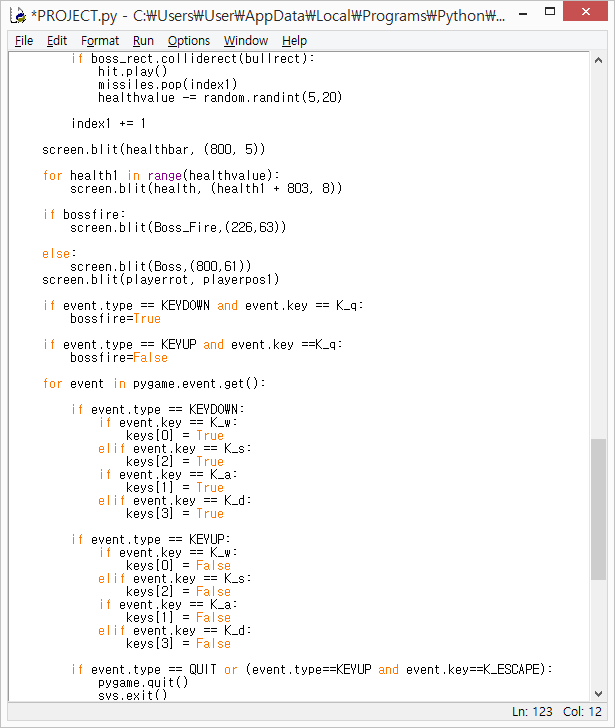 *PROJECT.py - C:₩Users₩User₩AppData₩Local₩Programs₩Python₩...
File Edit Format Run Options Window Help
        if boss_rect.colliderect(bullrect):
            hit.play()
            missiles.pop(index1)
            healthvalue -= random.randint(5,20)

        index1 += 1

    screen.blit(healthbar, (800, 5))

    for health1 in range(healthvalue):
        screen.blit(health, (health1 + 803, 8))

    if bossfire:
        screen.blit(Boss_Fire,(226,63))

    else:
        screen.blit(Boss,(800,61))
    screen.blit(playerrot, playerpos1)

    if event.type == KEYDOWN and event.key == K_q:
        bossfire=True

    if event.type == KEYUP and event.key ==K_q:
        bossfire=False

    for event in pygame.event.get():

        if event.type == KEYDOWN:
            if event.key == K_w:
                keys[0] = True
            elif event.key == K_s:
                keys[2] = True
            if event.key == K_a:
                keys[1] = True
            elif event.key == K_d:
                keys[3] = True

        if event.type == KEYUP:
            if event.key == K_w:
                keys[0] = False
            elif event.key == K_s:
                keys[2] = False
            if event.key == K_a:
                keys[1] = False
            elif event.key == K_d:
                keys[3] = False

        if event.type == QUIT or (event.type==KEYUP and event.key==K_ESCAPE):
            pygame.quit()
            sys.exit()
Ln: 123 Col: 12